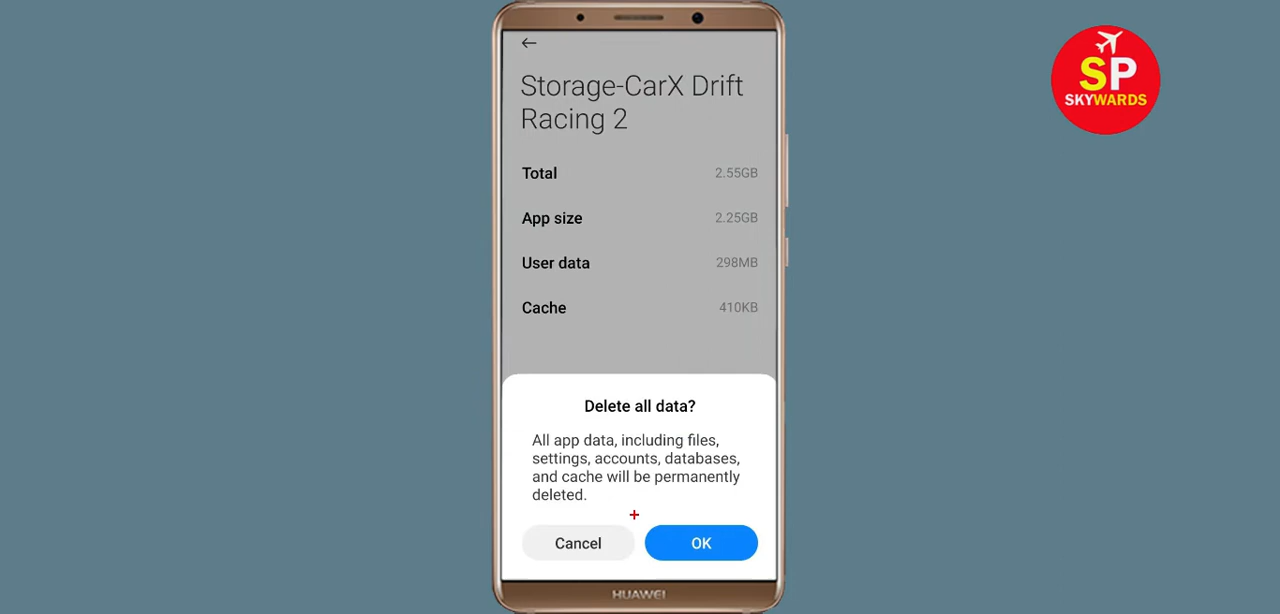 Storage-CarX Drift
Racing 2
Total 2.55GB
App size 2.25GB
User data 298MB
Cache 410KB
Delete all data?
All app data, including files,
settings, accounts, databases,
and cache will be permanently
deleted.
Cancel OK
HUAWEI
SP
SKYWARDS